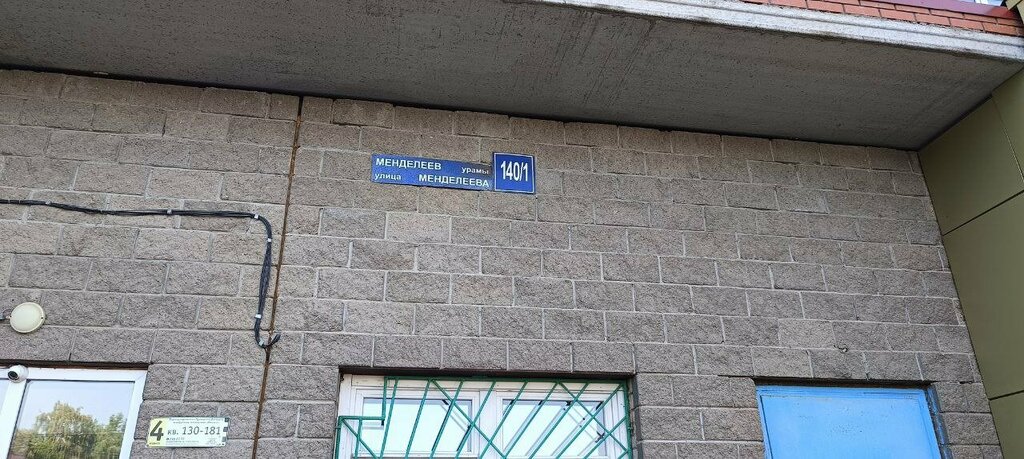 МЕНДЕЛЕЕВ урамы
улица МЕНДЕЛЕЕВА
140/1
4
кв. 130-181